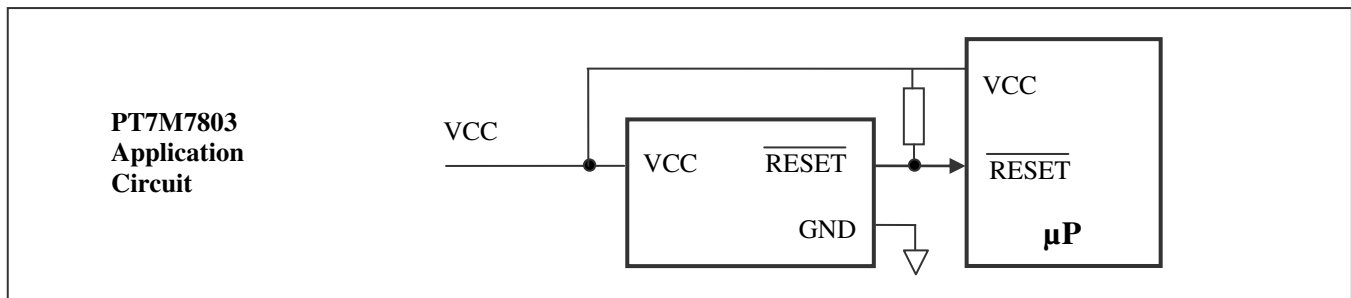 PT7M7803
Application
Circuit
VCC
VCC
RESET
GND
VCC
RESET
µP